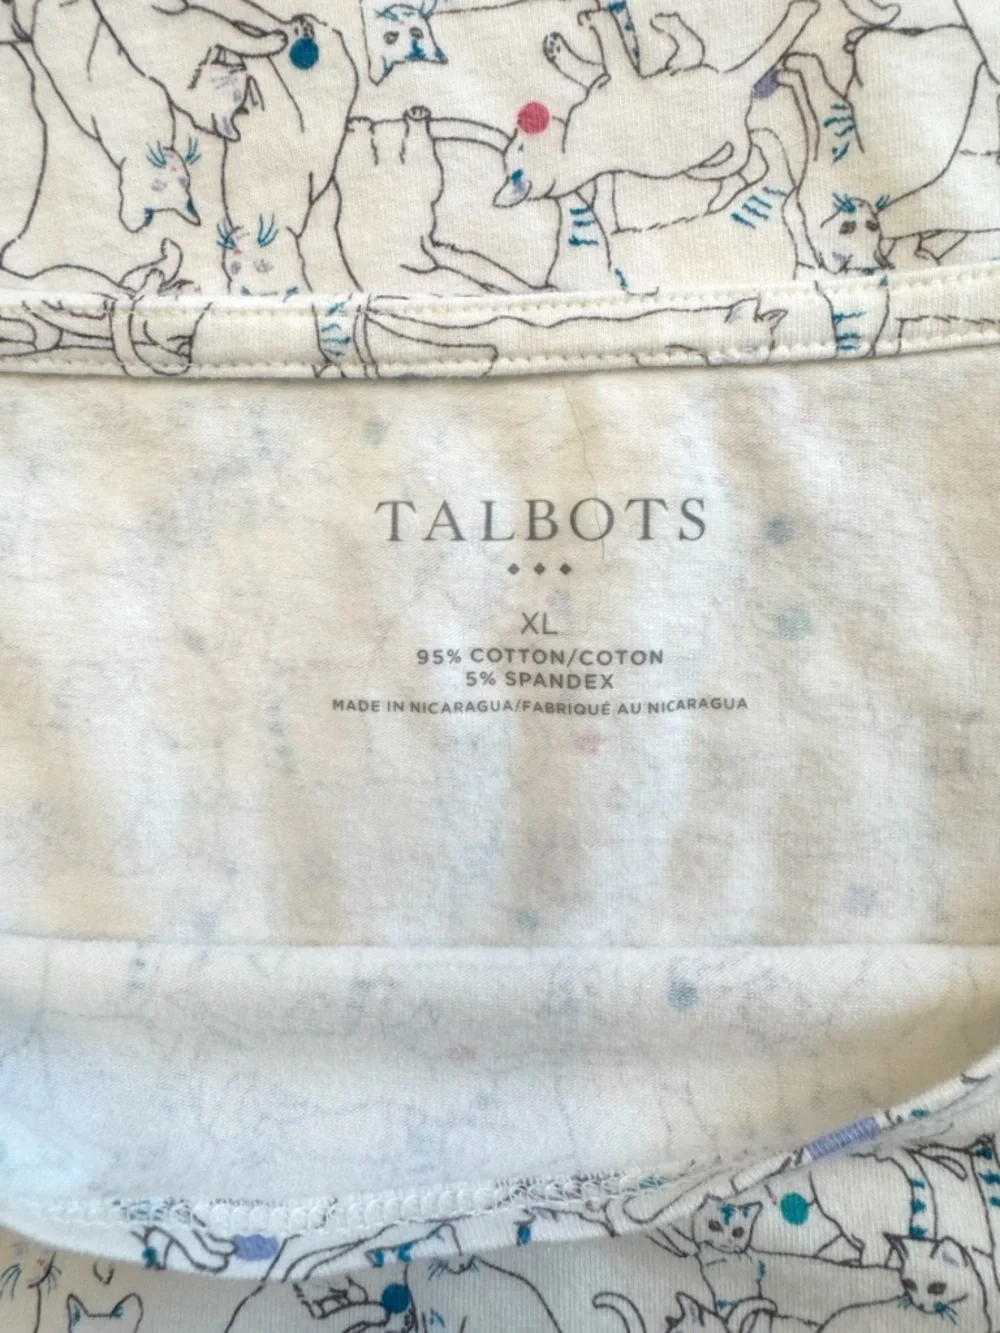 TALBOTS
XL
95% COTTON/COTON
5% SPANDEX
MADE IN NICARAGUA/FABRIQUÉ AU NICARAGUA